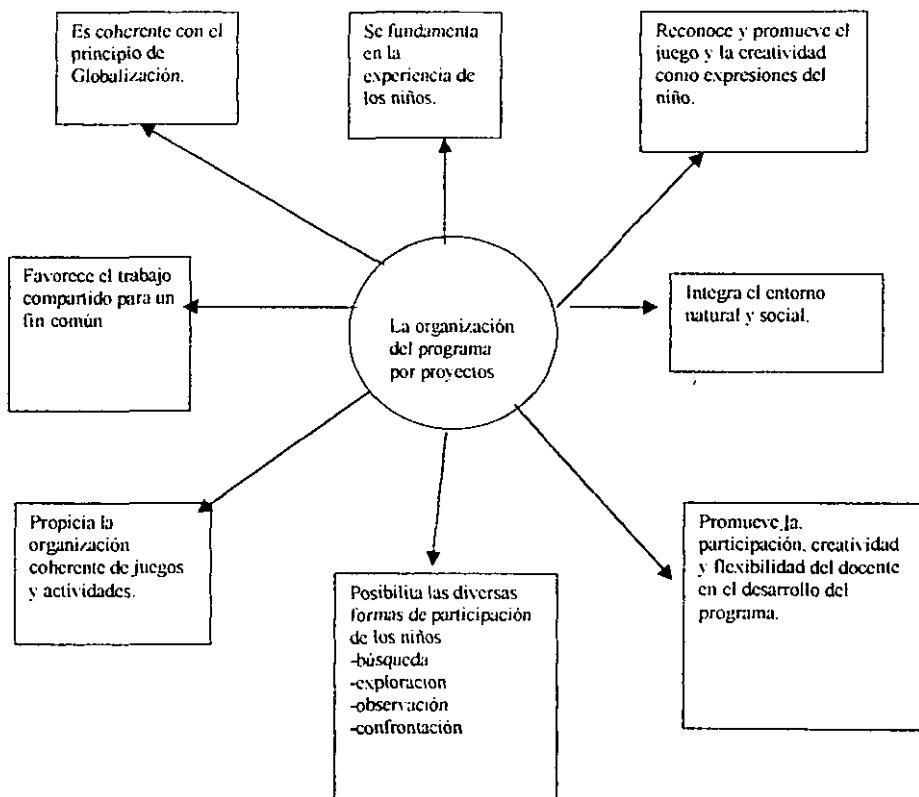 Es coherente con el
principio de
Globalización.
Se fundamenta
en la
experiencia de
los niños.
Reconoce y promueve el
juego y la creatividad
como expresiones del
niño.
Favorece el trabajo
compartido para un
fin común
La organización
del programa
por proyectos
Integra el entorno
natural y social.
Propicia la
organización
coherente de juegos
y actividades.
Posibilita las diversas
formas de participación
de los niños
-búsqueda
-exploracion
-observación
-confrontación
Promueve la.
participación, creatividad
y flexibilidad del docente
en el desarrollo del
programa.